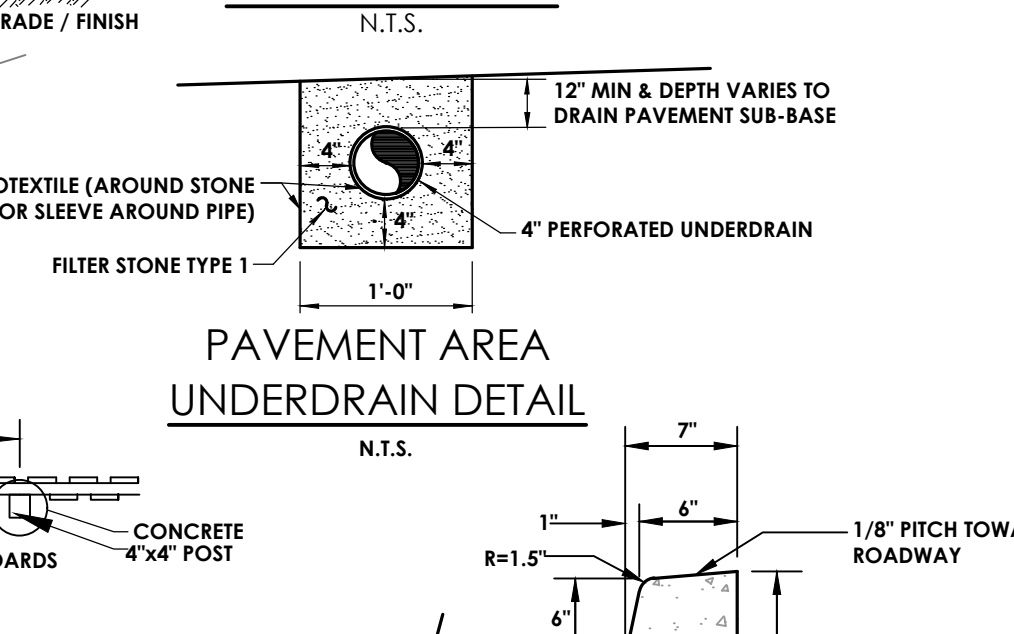 RADE / FINISH
N.T.S.
12" MIN & DEPTH VARIES TO
DRAIN PAVEMENT SUB-BASE
4"
4"
OTEXTILE (AROUND STONE
OR SLEEVE AROUND PIPE)
4"
4" PERFORATED UNDERDRAIN
FILTER STONE TYPE 1
1'-0"
PAVEMENT AREA
UNDERDRAIN DETAIL
N.T.S.
7"
6"
1"
CONCRETE
4"x4" POST
OARDS
1/8" PITCH TOWA
ROADWAY
R=1.5"
6"